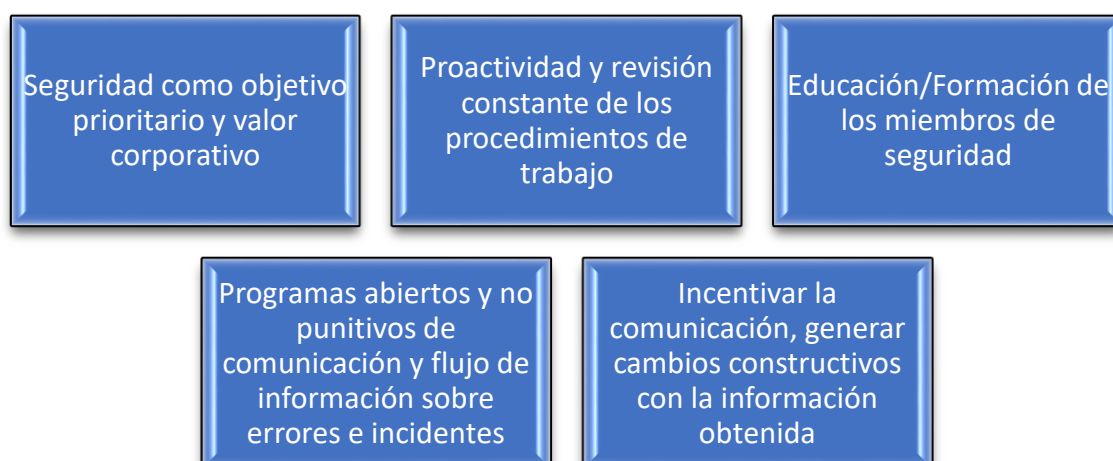 Seguridad como objetivo
prioritario y valor
corporativo
Proactividad y revisión
constante de los
procedimientos de
trabajo
Educación/Formación de
los miembros de
seguridad
Programas abiertos y no
punitivos de
comunicación y flujo de
información sobre
errores e incidentes
Incentivar la
comunicación, generar
cambios constructivos
con la información
obtenida